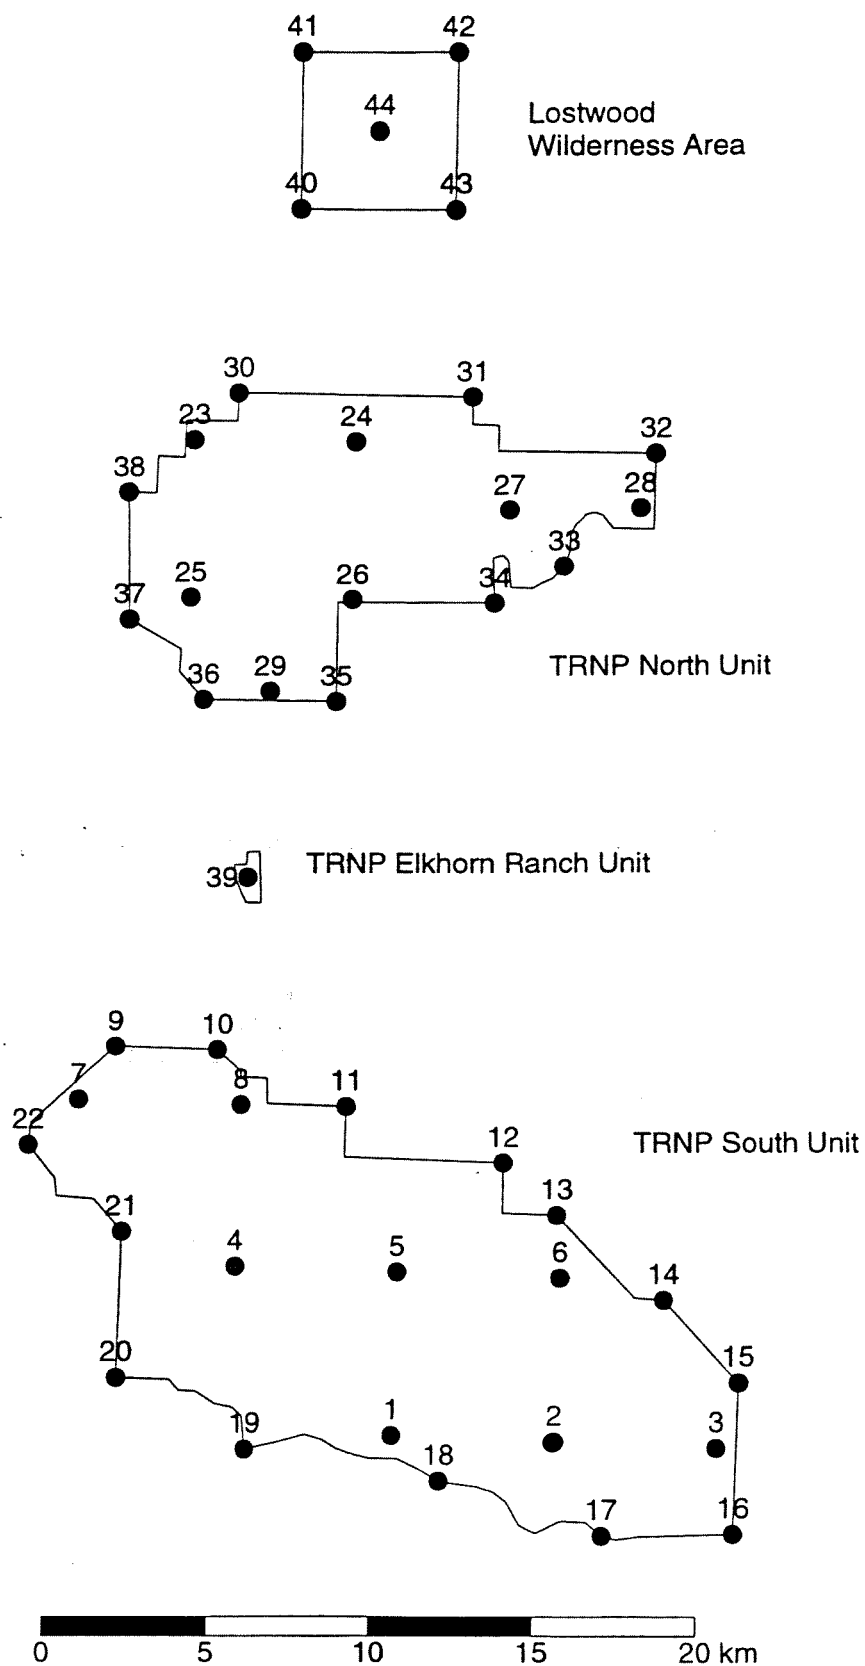 41 42
44
Lostwood
Wilderness Area
40 43
30 31
23 24 32
38 27 28
33
25 26 34
37
29 35
36
TRNP North Unit
39 TRNP Elkhorn Ranch Unit
9 10
7 8 11
22 12 TRNP South Unit
13
21
4 5 6
14
20 15
19 1 2 3
18
17 16
0 5 10 15 20 km